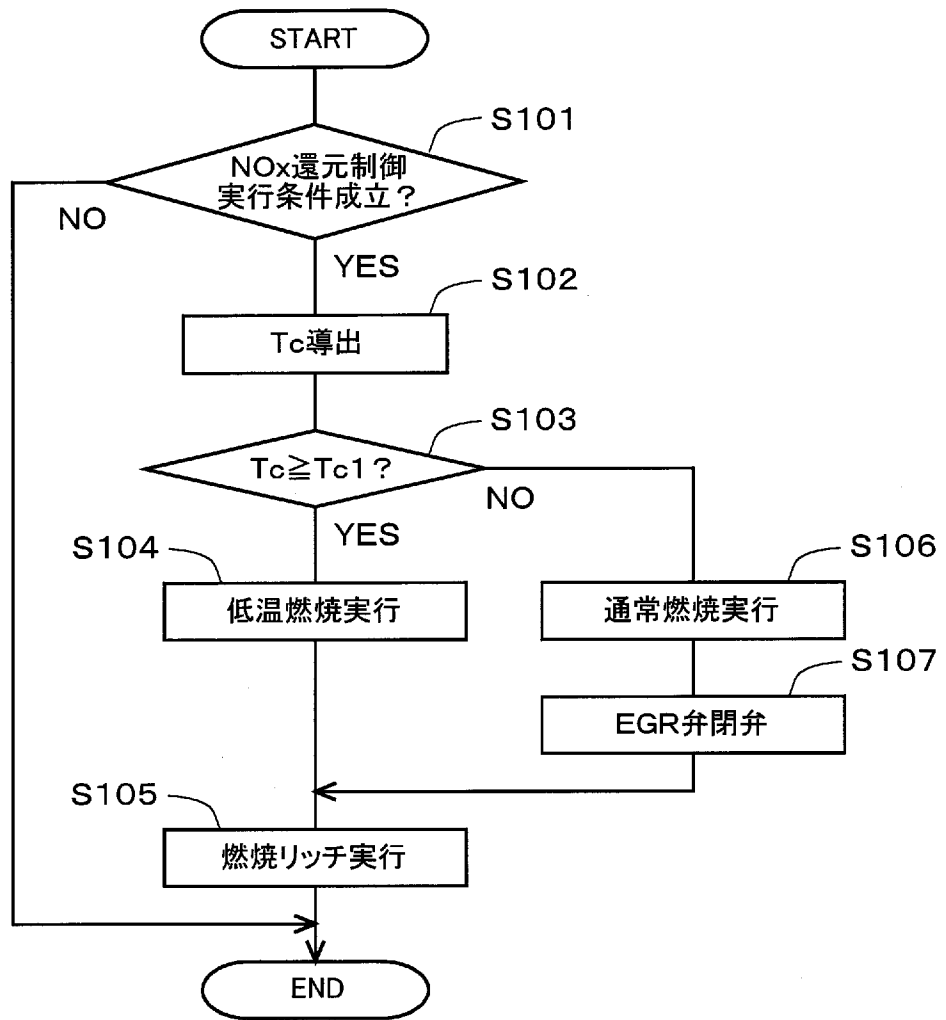 START
S101
NOx還元制御
実行条件成立?
NO
YES
S102
Tc導出
S103
Tc≧Tc1?
NO
YES
S104
低温燃焼実行
S106
通常燃焼実行
S107
EGR弁閉弁
S105
燃焼リッチ実行
END